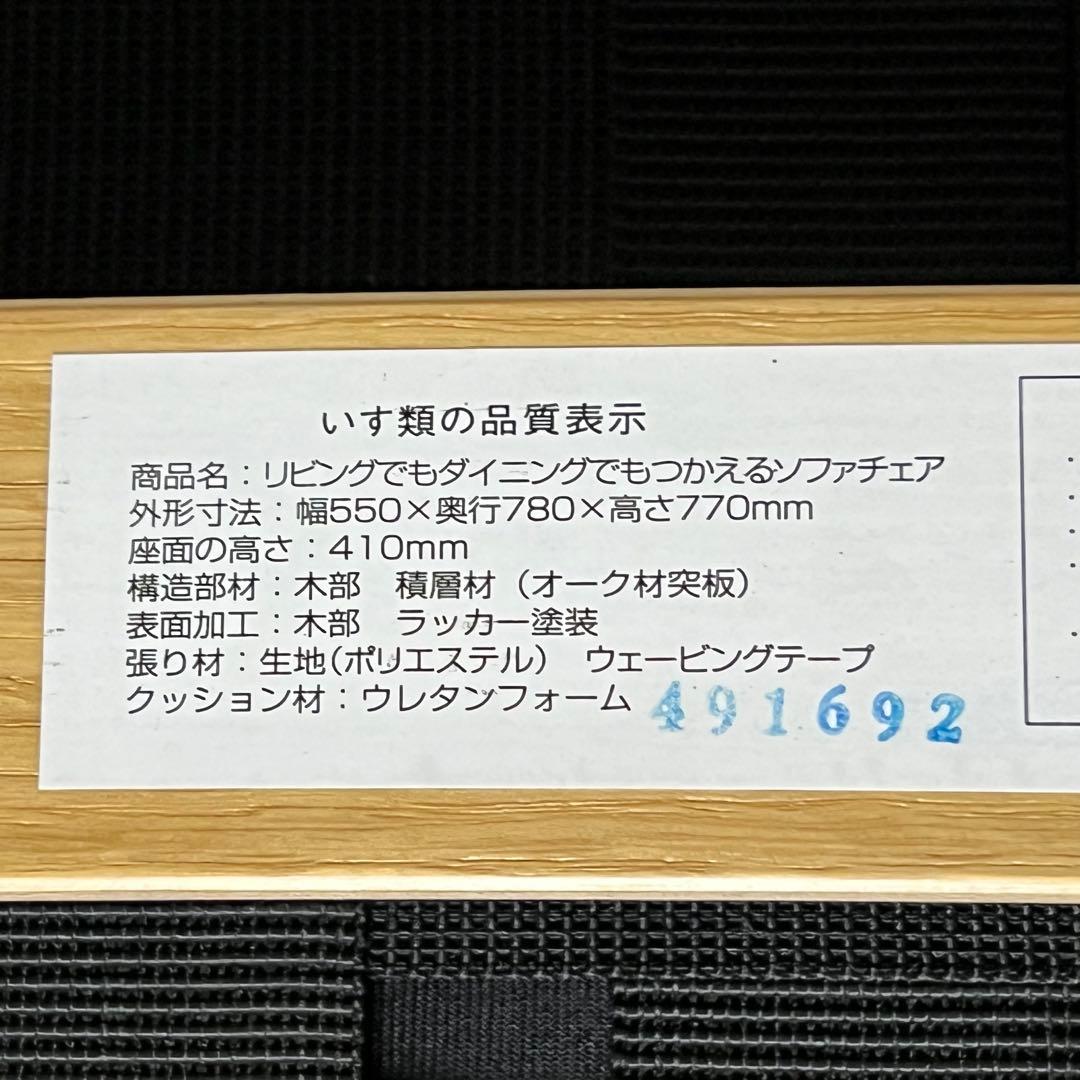 いす類の品質表示
商品名：リビングでもダイニングでもつかえるソファチェア
外形寸法：幅550×奥行780×高さ770mm
座面の高さ：410mm
構造部材：木部　積層材（オーク材突板）
表面加工：木部　ラッカー塗装
張り材：生地（ポリエステル）　ウェービングテープ
クッション材：ウレタンフォーム
491692